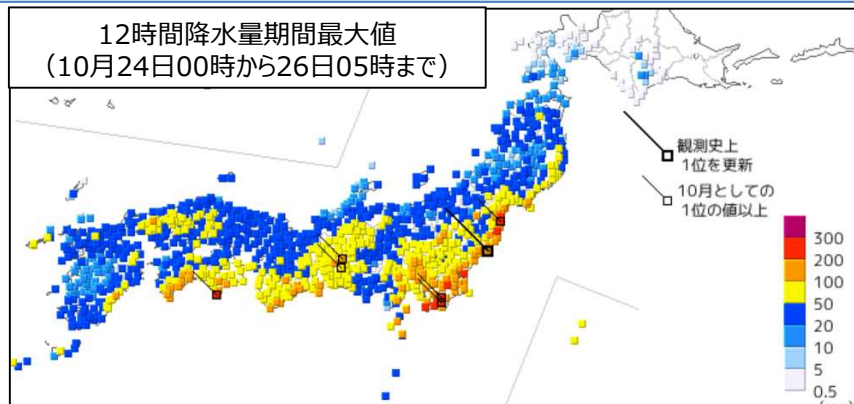 12時間降水量期間最大値
（10月24日00時から26日05時まで）
観測史上
1位を更新
10月としての
1位の値以上
300
200
100
50
20
10
5
0.5